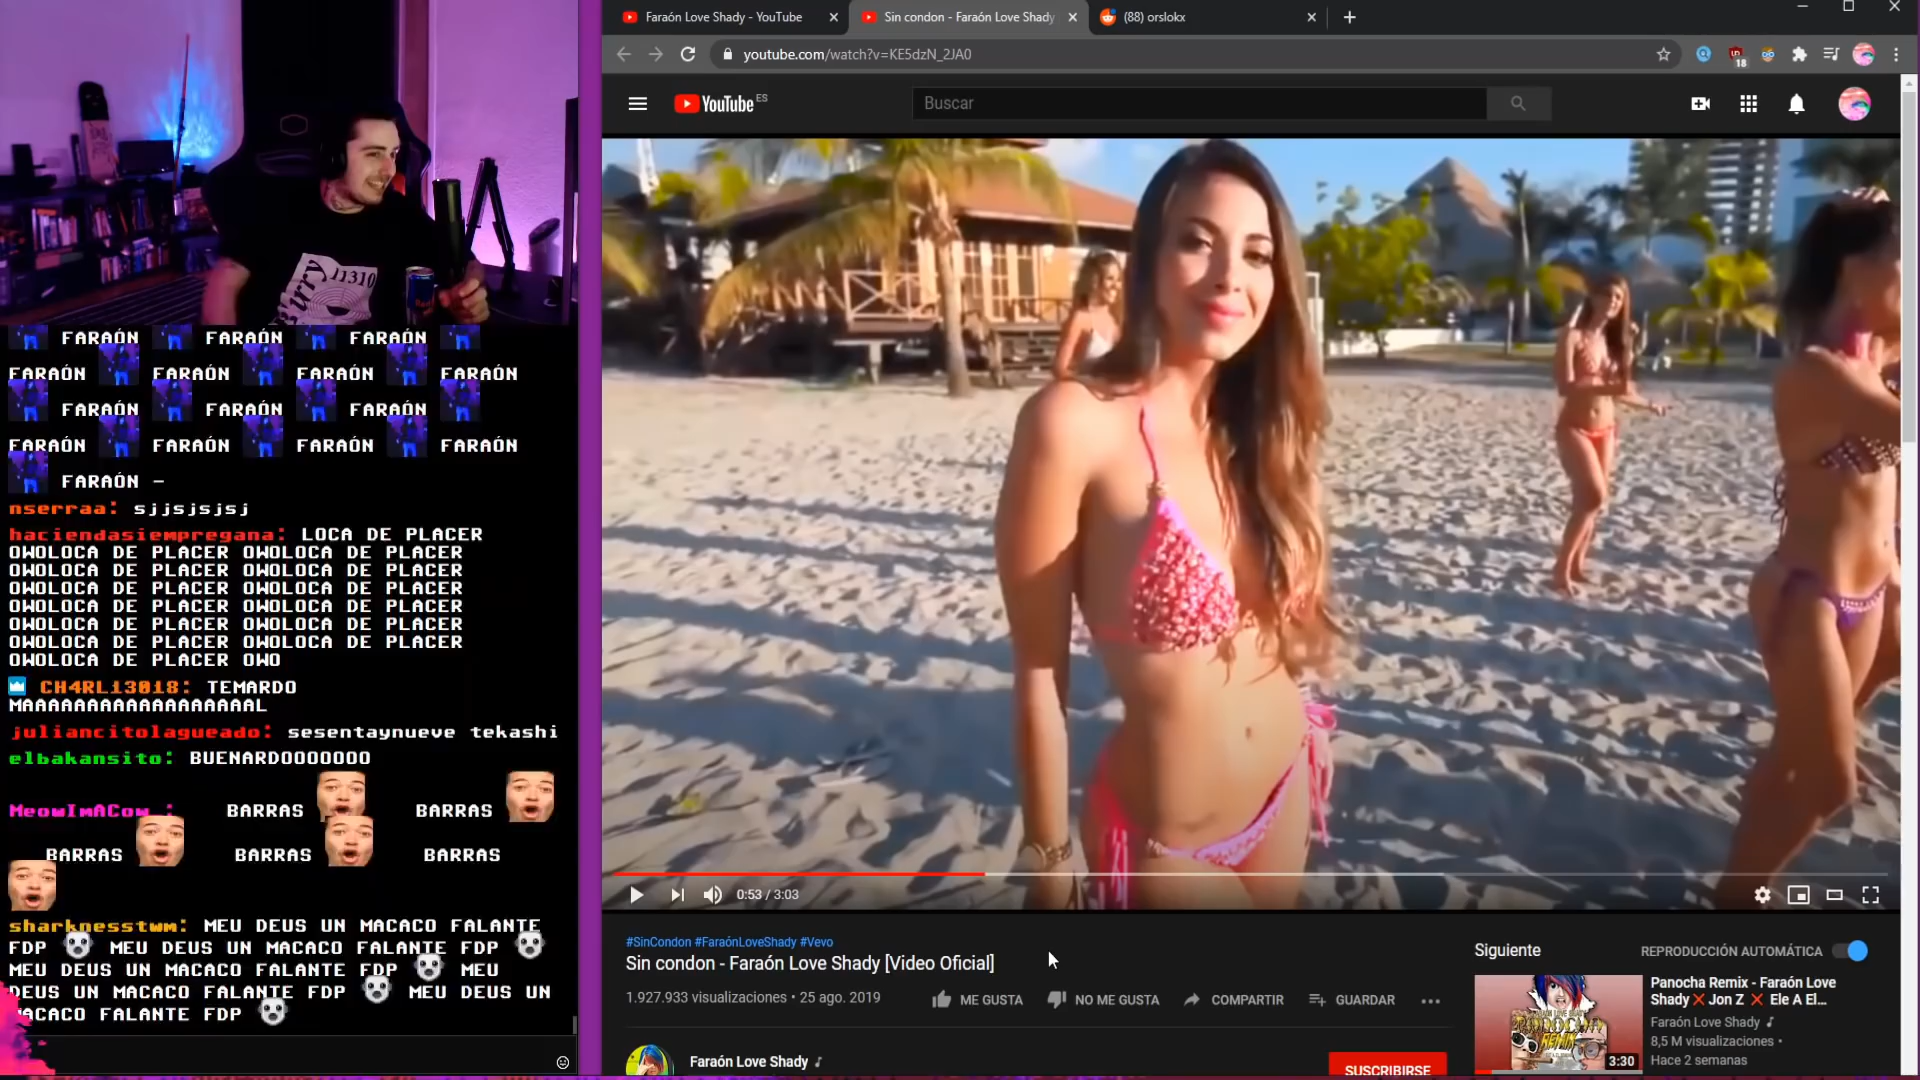 Faraón Love Shady - YouTube
Sin condon - Faraón Love Shady
(88) orslokx
youtube.com/watch?v=KE5dzN_2JA0
18
YouTube ES
Buscar
11310
FARAÓN FARAÓN FARAÓN
FARAÓN FARAÓN FARAÓN FARAÓN
FARAÓN FARAÓN FARAÓN
FARAÓN FARAÓN FARAÓN FARAÓN
FARAÓN -
nserraa: sjjsjsjsj
haciendasiempregana: LOCA DE PLACER
OWOLOCA DE PLACER OWOLOCA DE PLACER
OWOLOCA DE PLACER OWOLOCA DE PLACER
OWOLOCA DE PLACER OWOLOCA DE PLACER
OWOLOCA DE PLACER OWOLOCA DE PLACER
OWOLOCA DE PLACER OWOLOCA DE PLACER
OWOLOCA DE PLACER OWOLOCA DE PLACER
OWOLOCA DE PLACER OWO
CH4RL13018: TEMARDO
MAAAAAAAAAAAAAAAAAAL
juliancitolagueado: sesentaynueve tekashi
elbakansito: BUENARDOOOOOOO
MeowImACow_: BARRAS BARRAS
BARRAS BARRAS BARRAS
sharknesstwm: MEU DEUS UN MACACO FALANTE
FDP MEU DEUS UN MACACO FALANTE FDP
MEU DEUS UN MACACO FALANTE FDP MEU
DEUS UN MACACO FALANTE FDP MEU DEUS UN
MACACO FALANTE FDP
0:53 / 3:03
#SinCondon #FaraónLoveShady #Vevo
Sin condon - Faraón Love Shady [Video Oficial]
1.927.933 visualizaciones • 25 ago. 2019
ME GUSTA NO ME GUSTA COMPARTIR GUARDAR
Faraón Love Shady
SUSCRIBIRSE
Siguiente
REPRODUCCIÓN AUTOMÁTICA
Panocha Remix - Faraón Love
Shady❌Jon Z ❌ Ele A El...
Faraón Love Shady
8,5 M visualizaciones •
Hace 2 semanas
REMIX
3:30